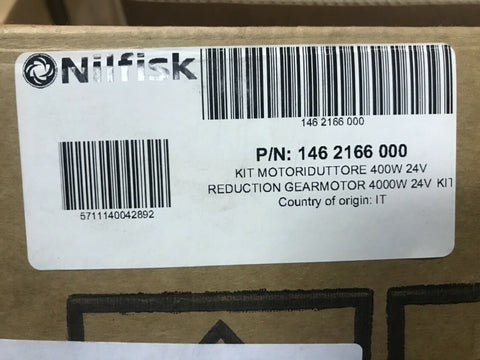 Nilfisk
146 2166 000
P/N: 146 2166 000
KIT MOTORIDUTTORE 400W 24V
REDUCTION GEARMOTOR 4000W 24V KIT
Country of origin: IT
5711140042892